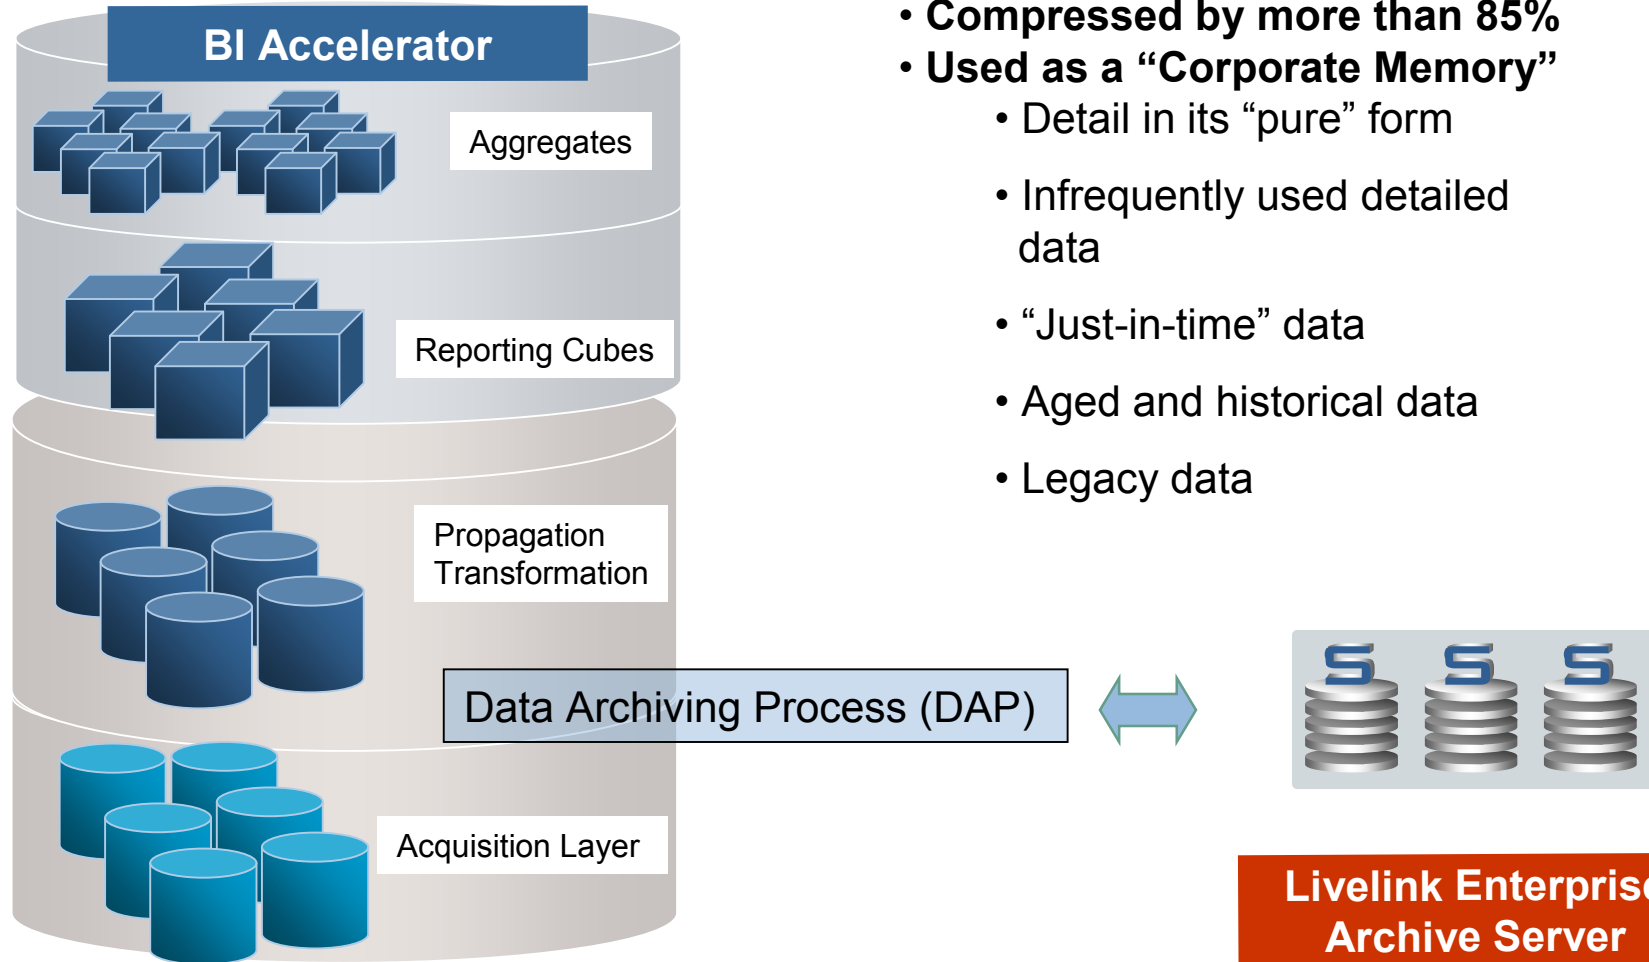 BI Accelerator
Aggregates
Reporting Cubes
Propagation
Transformation
Data Archiving Process (DAP)
Acquisition Layer
• Compressed by more than 85%
• Used as a “Corporate Memory”
• Detail in its “pure” form
• Infrequently used detailed
data
• “Just-in-time” data
• Aged and historical data
• Legacy data
S S S
Livelink Enterprise
Archive Server